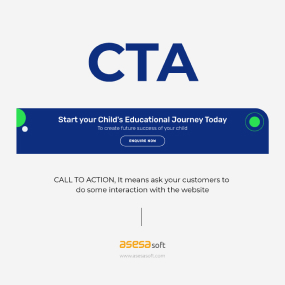 CTA
Start your Child's Educational Journey Today
To create future success of your child
ENQUIRE NOW
CALL TO ACTION, It means ask your customers to
do some interaction with the website
asesasoft
www.asesasoft.com